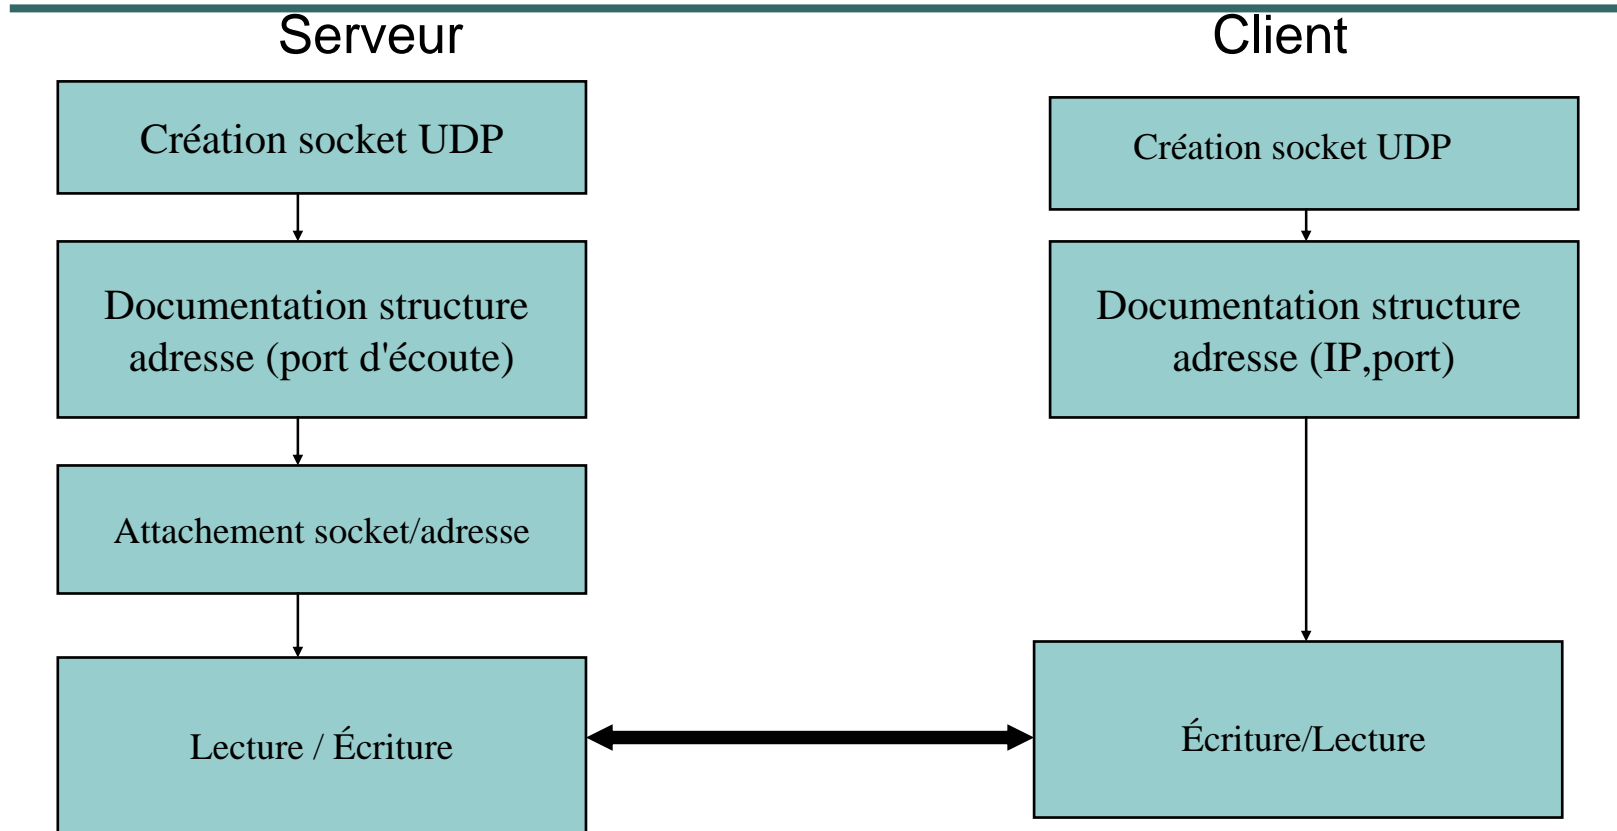 Serveur
Création socket UDP
Documentation structure
adresse (port d'écoute)
Attachement socket/adresse
Lecture / Écriture
Client
Création socket UDP
Documentation structure
adresse (IP,port)
Écriture/Lecture